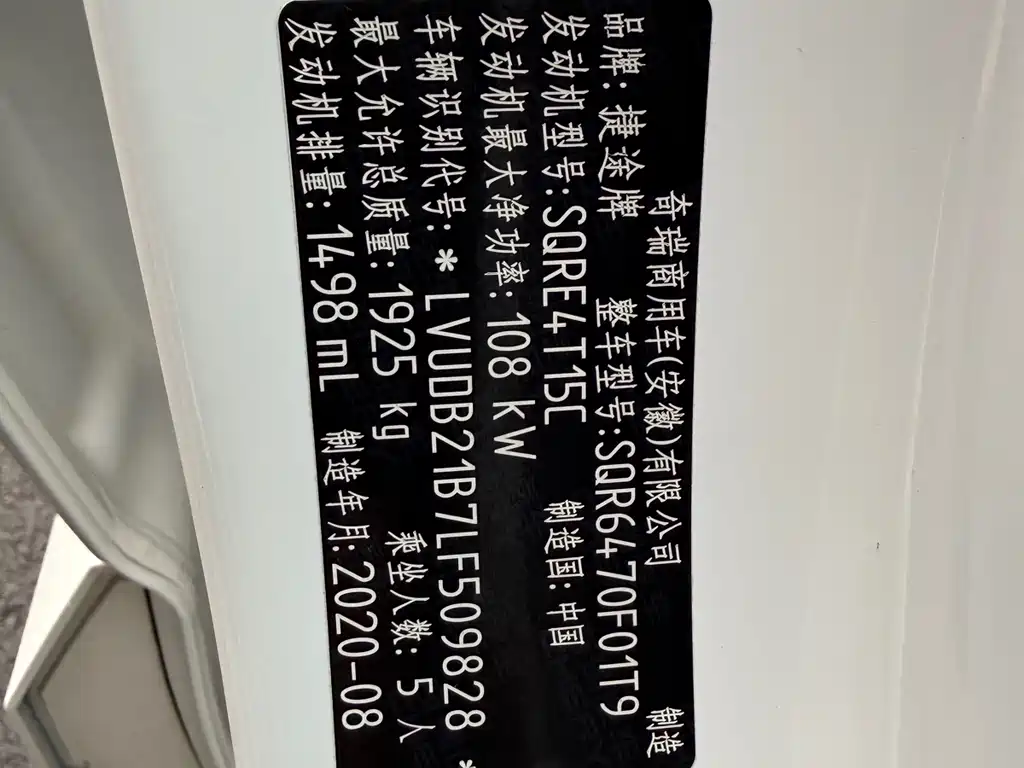 奇瑞商用车(安徽)有限公司 制造
品牌: 捷途牌 整车型号:SQR6470F01T9
发动机型号:SQRE4T15C 制造国:中国
发动机最大净功率:108 kW
车辆识别代号:* LVUDB21B7LF509828 *
最大允许总质量:1925 kg 乘坐人数: 5 人
发动机排量: 1498 mL 制造年月:2020-08